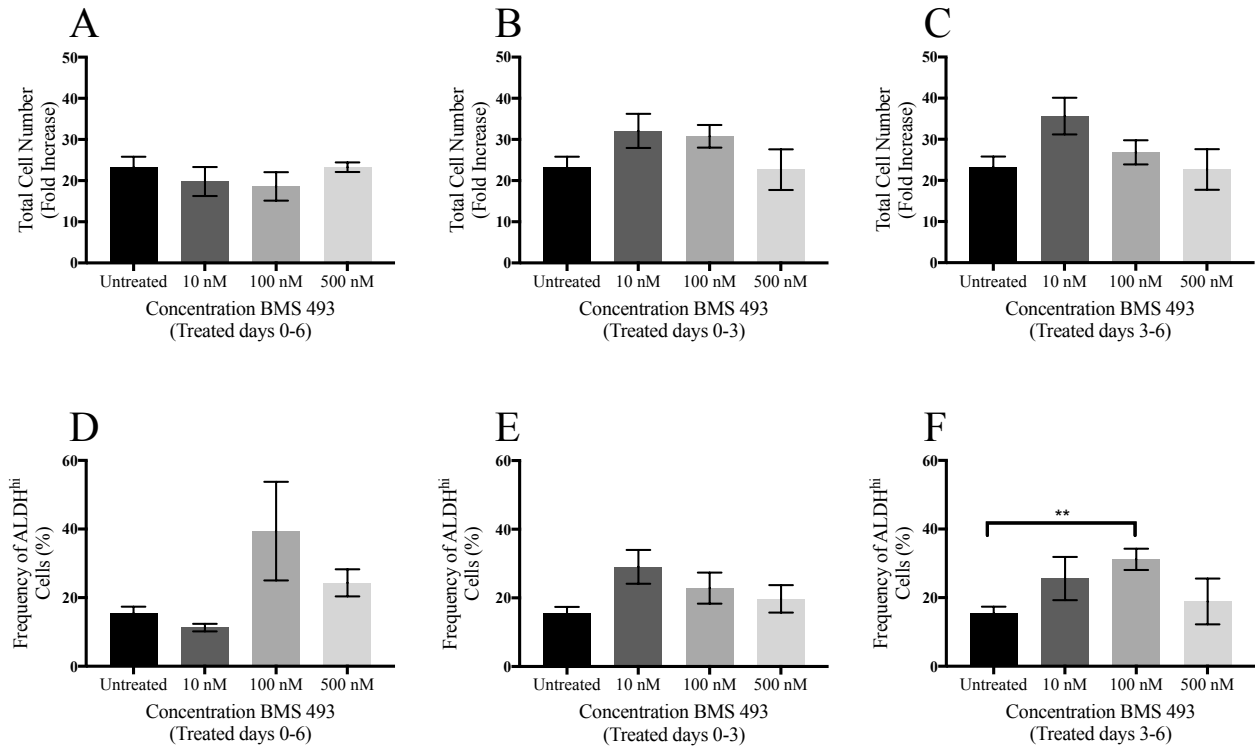 A
Total Cell Number
(Fold Increase)
50
40
30
20
10
0
Untreated 10 nM 100 nM 500 nM
Concentration BMS 493
(Treated days 0-6)
B
Total Cell Number
(Fold Increase)
50
40
30
20
10
0
Untreated 10 nM 100 nM 500 nM
Concentration BMS 493
(Treated days 0-3)
C
Total Cell Number
(Fold Increase)
50
40
30
20
10
0
Untreated 10 nM 100 nM 500 nM
Concentration BMS 493
(Treated days 3-6)
D
Frequency of ALDHhi
Cells (%)
60
40
20
0
Untreated 10 nM 100 nM 500 nM
Concentration BMS 493
(Treated days 0-6)
E
Frequency of ALDHhi
Cells (%)
60
40
20
0
Untreated 10 nM 100 nM 500 nM
Concentration BMS 493
(Treated days 0-3)
F
Frequency of ALDHhi
Cells (%)
60
40
20
0
**
Untreated 10 nM 100 nM 500 nM
Concentration BMS 493
(Treated days 3-6)